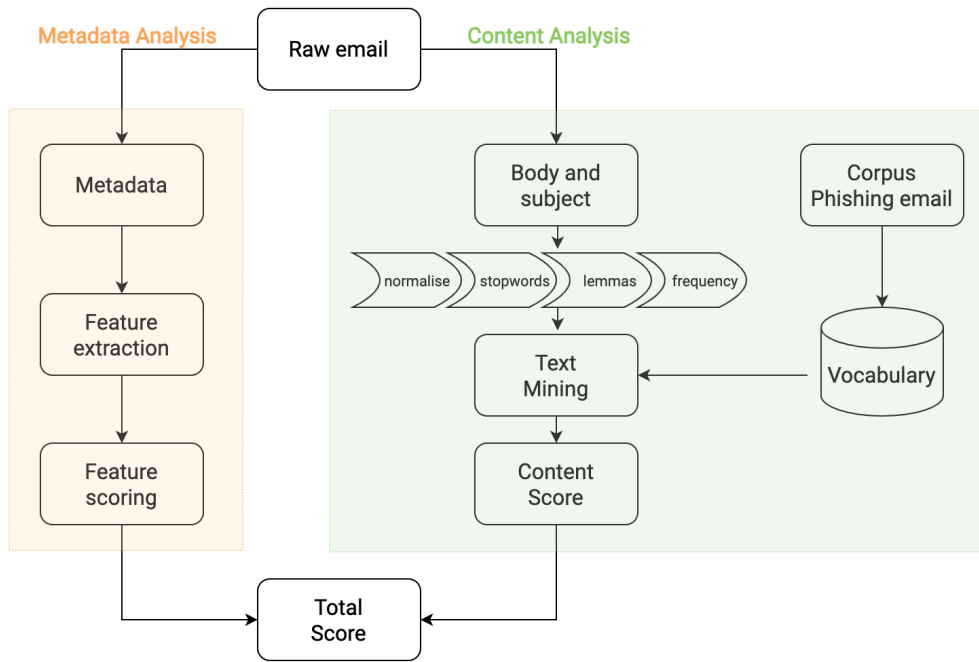 Metadata Analysis
Raw email
Content Analysis
Metadata
Feature
extraction
Feature
scoring
Body and
subject
normalise
stopwords
lemmas
frequency
Text
Mining
Content
Score
Corpus
Phishing email
Vocabulary
Total
Score